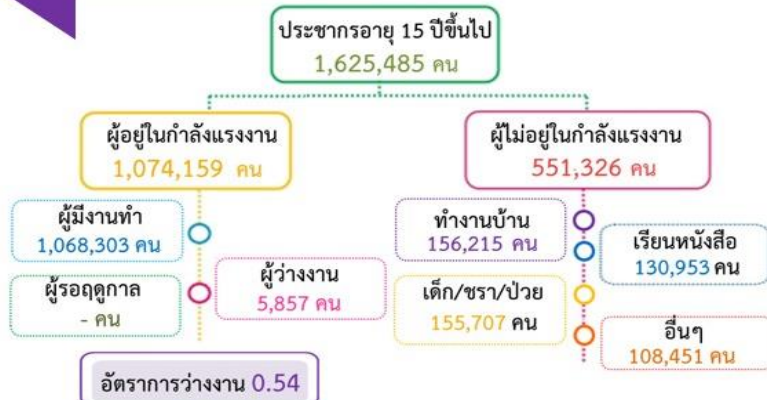 ประชากรอายุ 15 ปีขึ้นไป
1,625,485 คน
ผู้อยู่ในกำลังแรงงาน
1,074,159 คน
ผู้ไม่อยู่ในกำลังแรงงาน
551,326 คน
ผู้มีงานทำ
1,068,303 คน
ผู้ว่างงาน
5,857 คน
ผู้รอฤดูกาล
- คน
อัตราการว่างงาน 0.54
ทำงานบ้าน
156,215 คน
เรียนหนังสือ
130,953 คน
เด็ก/ชรา/ป่วย
155,707 คน
อื่นๆ
108,451 คน